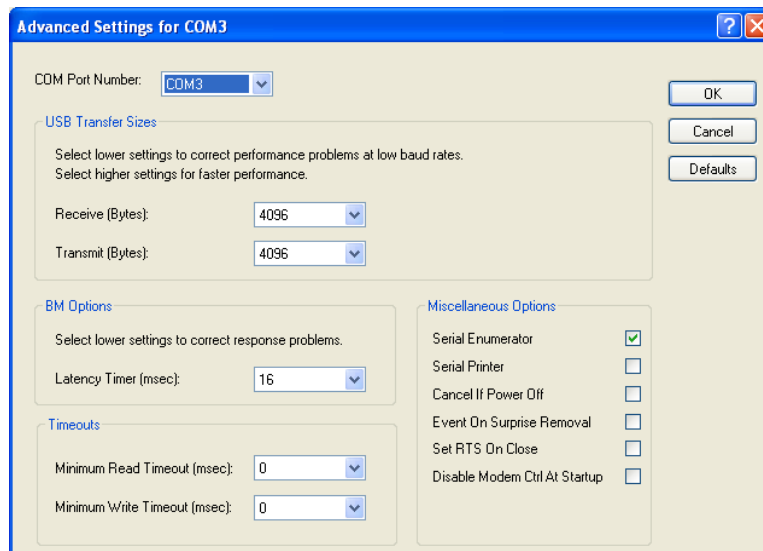 Advanced Settings for COM3
COM Port Number: COM3
OK
Cancel
Defaults
USB Transfer Sizes
Select lower settings to correct performance problems at low baud rates.
Select higher settings for faster performance.
Receive (Bytes): 4096
Transmit (Bytes): 4096
BM Options
Select lower settings to correct response problems.
Latency Timer (msec): 16
Timeouts
Minimum Read Timeout (msec): 0
Minimum Write Timeout (msec): 0
Miscellaneous Options
Serial Enumerator
Serial Printer
Cancel If Power Off
Event On Surprise Removal
Set RTS On Close
Disable Modem Ctrl At Startup